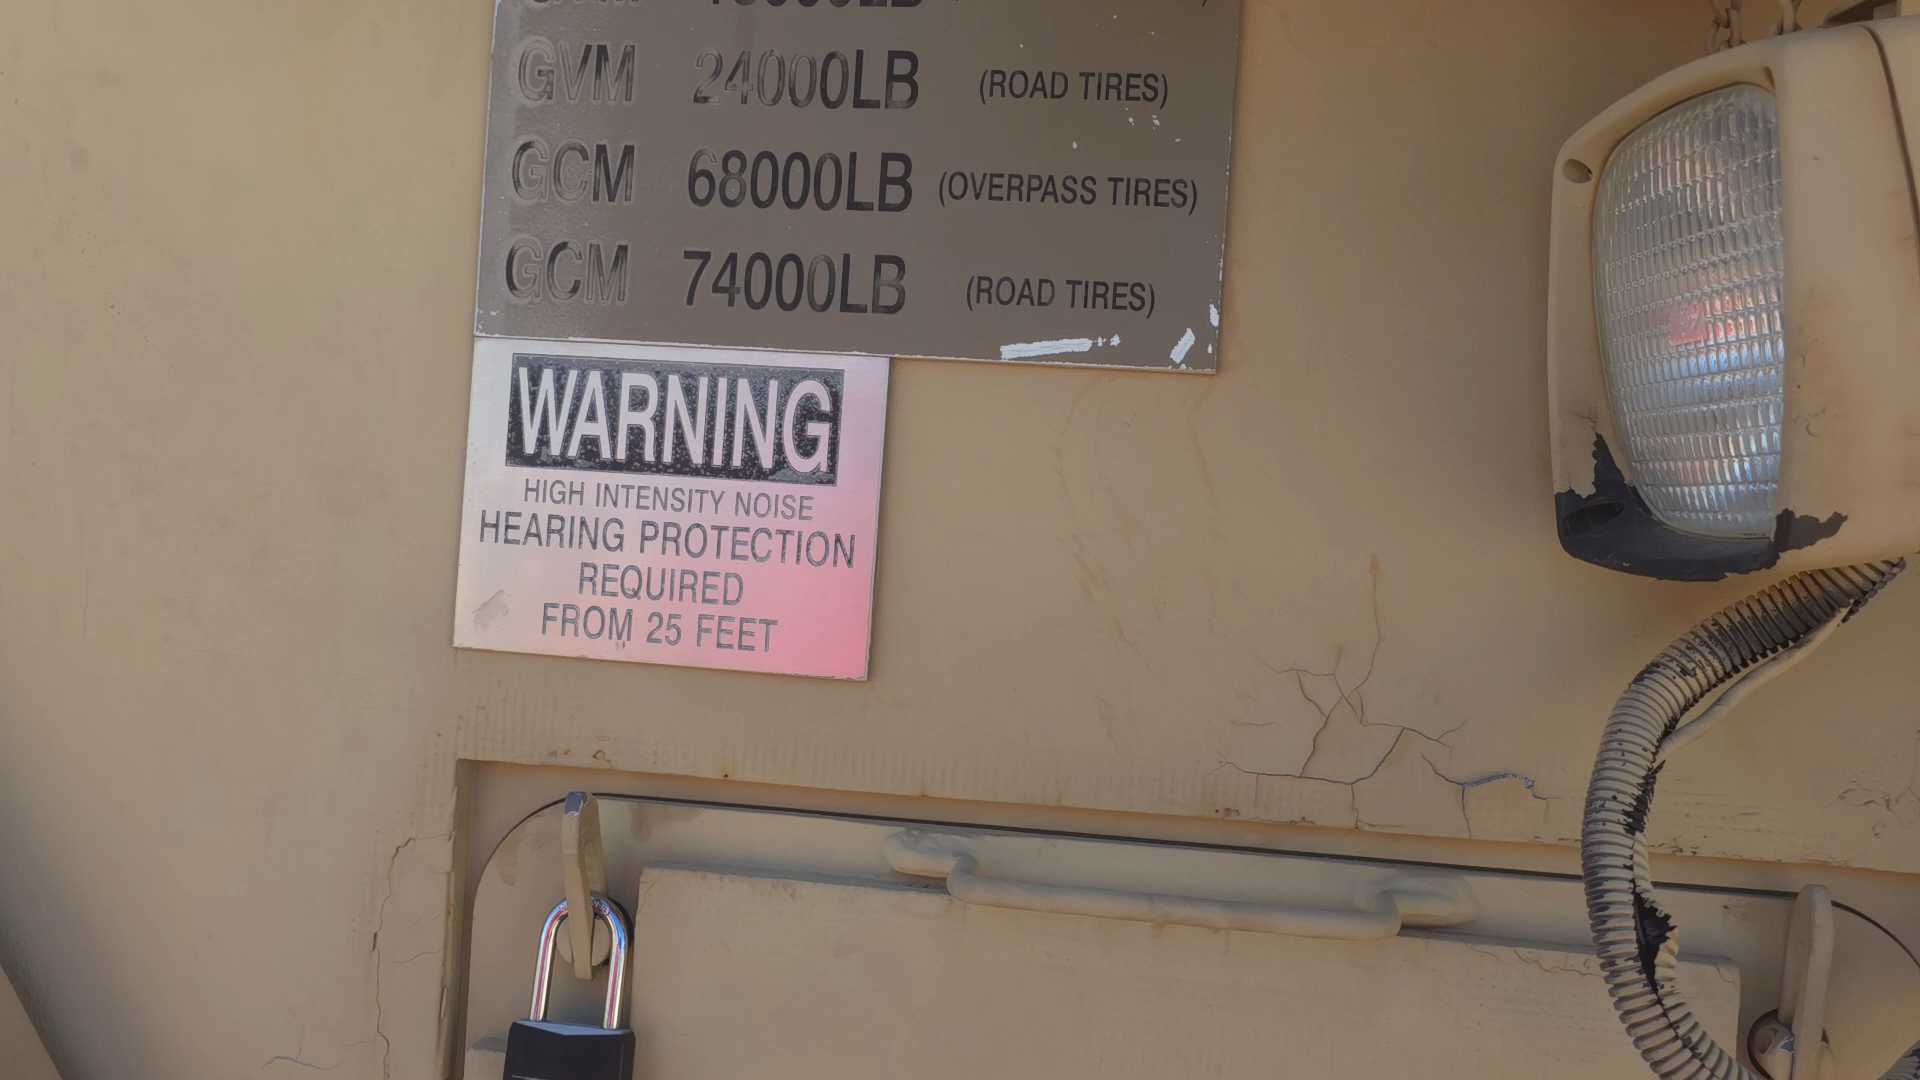 GVM 24000LB (ROAD TIRES)
GCM 68000LB (OVERPASS TIRES)
GCM 74000LB (ROAD TIRES)
WARNING
HIGH INTENSITY NOISE
HEARING PROTECTION
REQUIRED
FROM 25 FEET